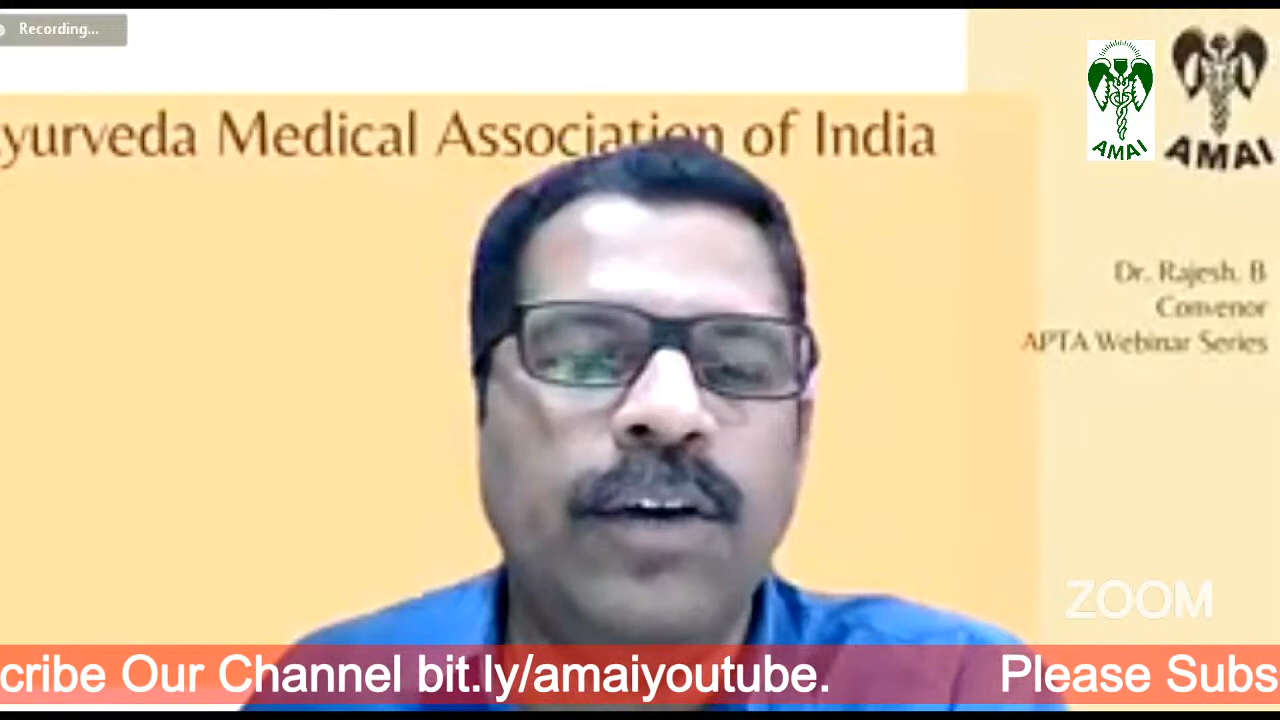 Recording...
yurveda Medical Association of India
AMAI
AMAI
Dr. Rajesh. B
Convenor
APTA Webinar Series
ZOOM
cribe Our Channel bit.ly/amaiyoutube. Please Subs